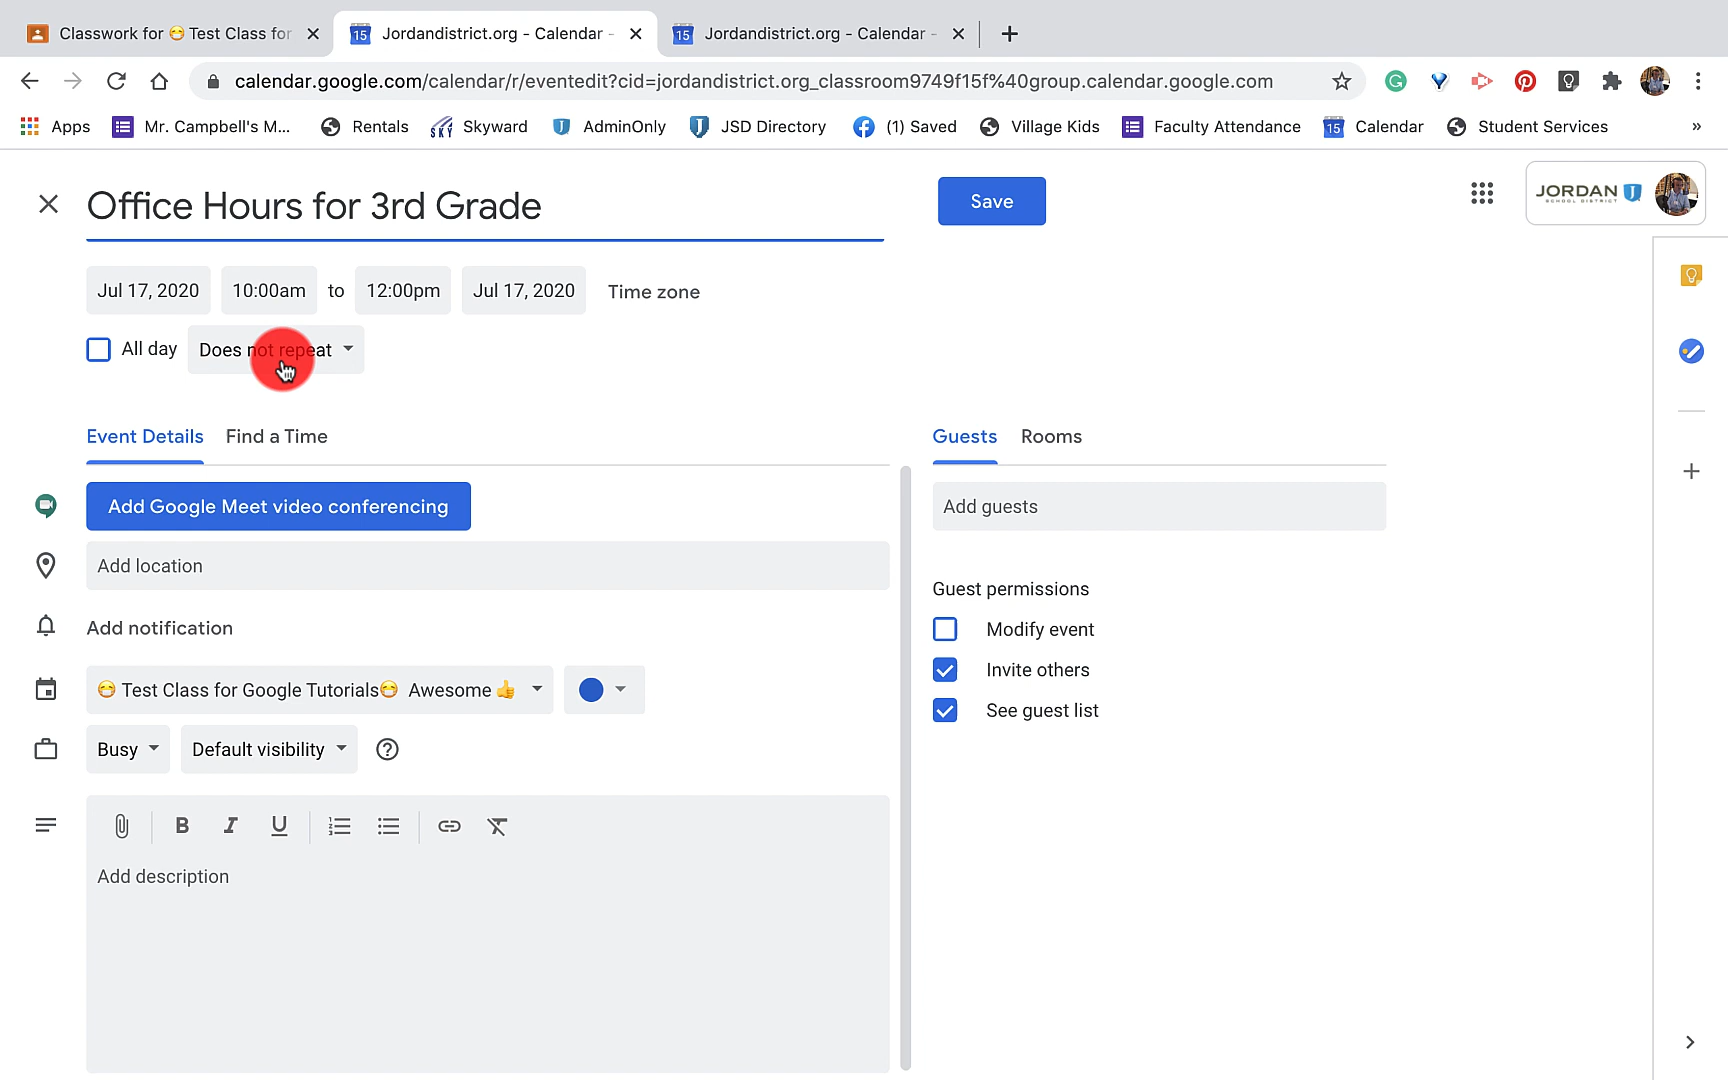 Classwork for 😷 Test Class for
Jordandistrict.org - Calendar -
Jordandistrict.org - Calendar -
calendar.google.com/calendar/r/eventedit?cid=jordandistrict.org_classroom9749f15f%40group.calendar.google.com
Apps Mr. Campbell's M... Rentals SKY Skyward AdminOnly JSD Directory (1) Saved Village Kids Faculty Attendance 15 Calendar Student Services »
Office Hours for 3rd Grade
Save
JORDAN
SCHOOL DISTRICT
Jul 17, 2020 10:00am to 12:00pm Jul 17, 2020 Time zone
All day Does not repeat
Event Details Find a Time
Guests Rooms
Add Google Meet video conferencing
Add guests
Add location
Guest permissions
Add notification
Modify event
Invite others
😷 Test Class for Google Tutorials😷 Awesome 👍
See guest list
Busy Default visibility
B I U
Add description